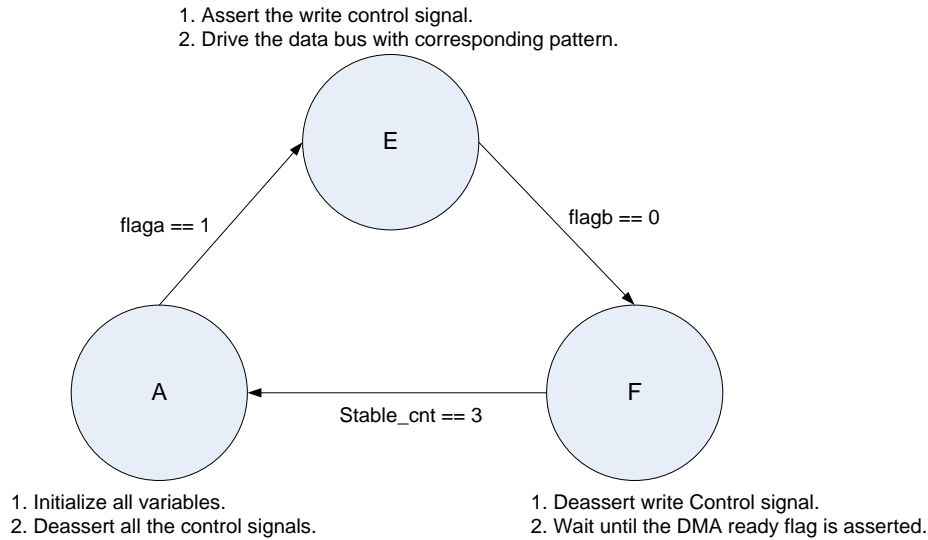 1. Assert the write control signal.
2. Drive the data bus with corresponding pattern.
E
flaga == 1
flagb == 0
A
F
Stable_cnt == 3
1. Initialize all variables.
2. Deassert all the control signals.
1. Deassert write Control signal.
2. Wait until the DMA ready flag is asserted.